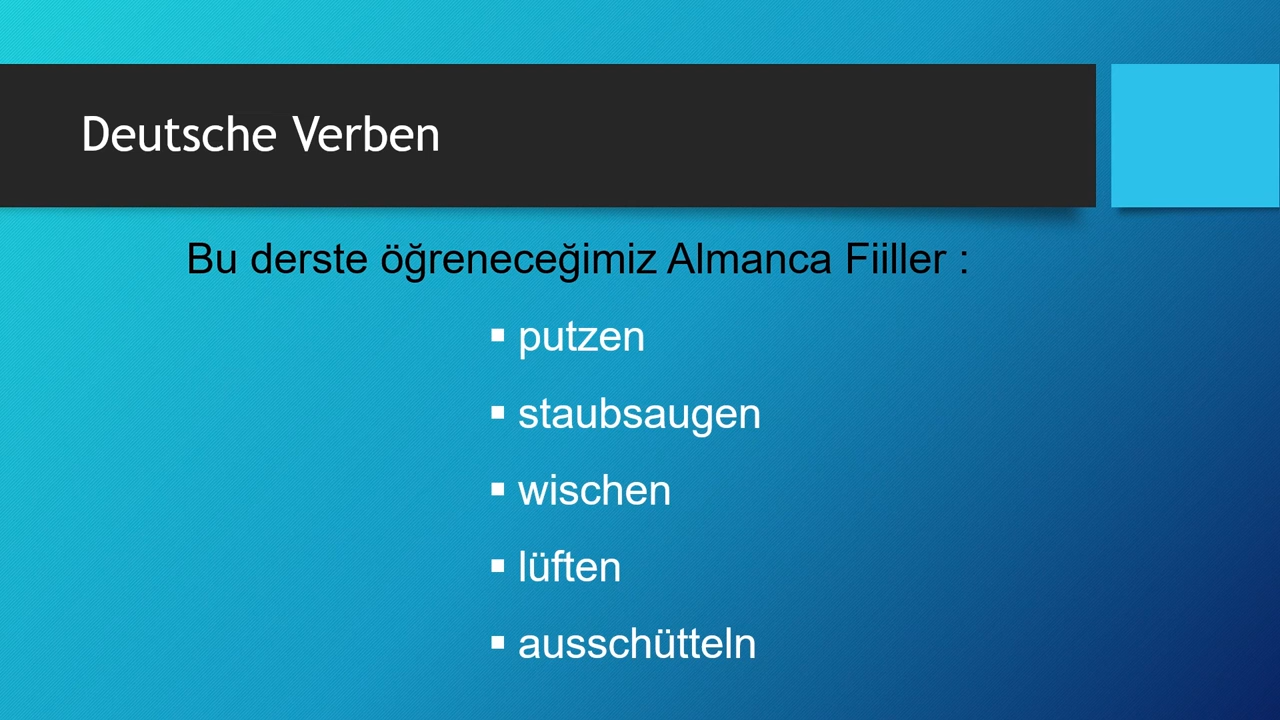 Deutsche Verben
Bu derste öğreneceğimiz Almanca Fiiller :
▪ putzen
▪ staubsaugen
▪ wischen
▪ lüften
▪ ausschütteln